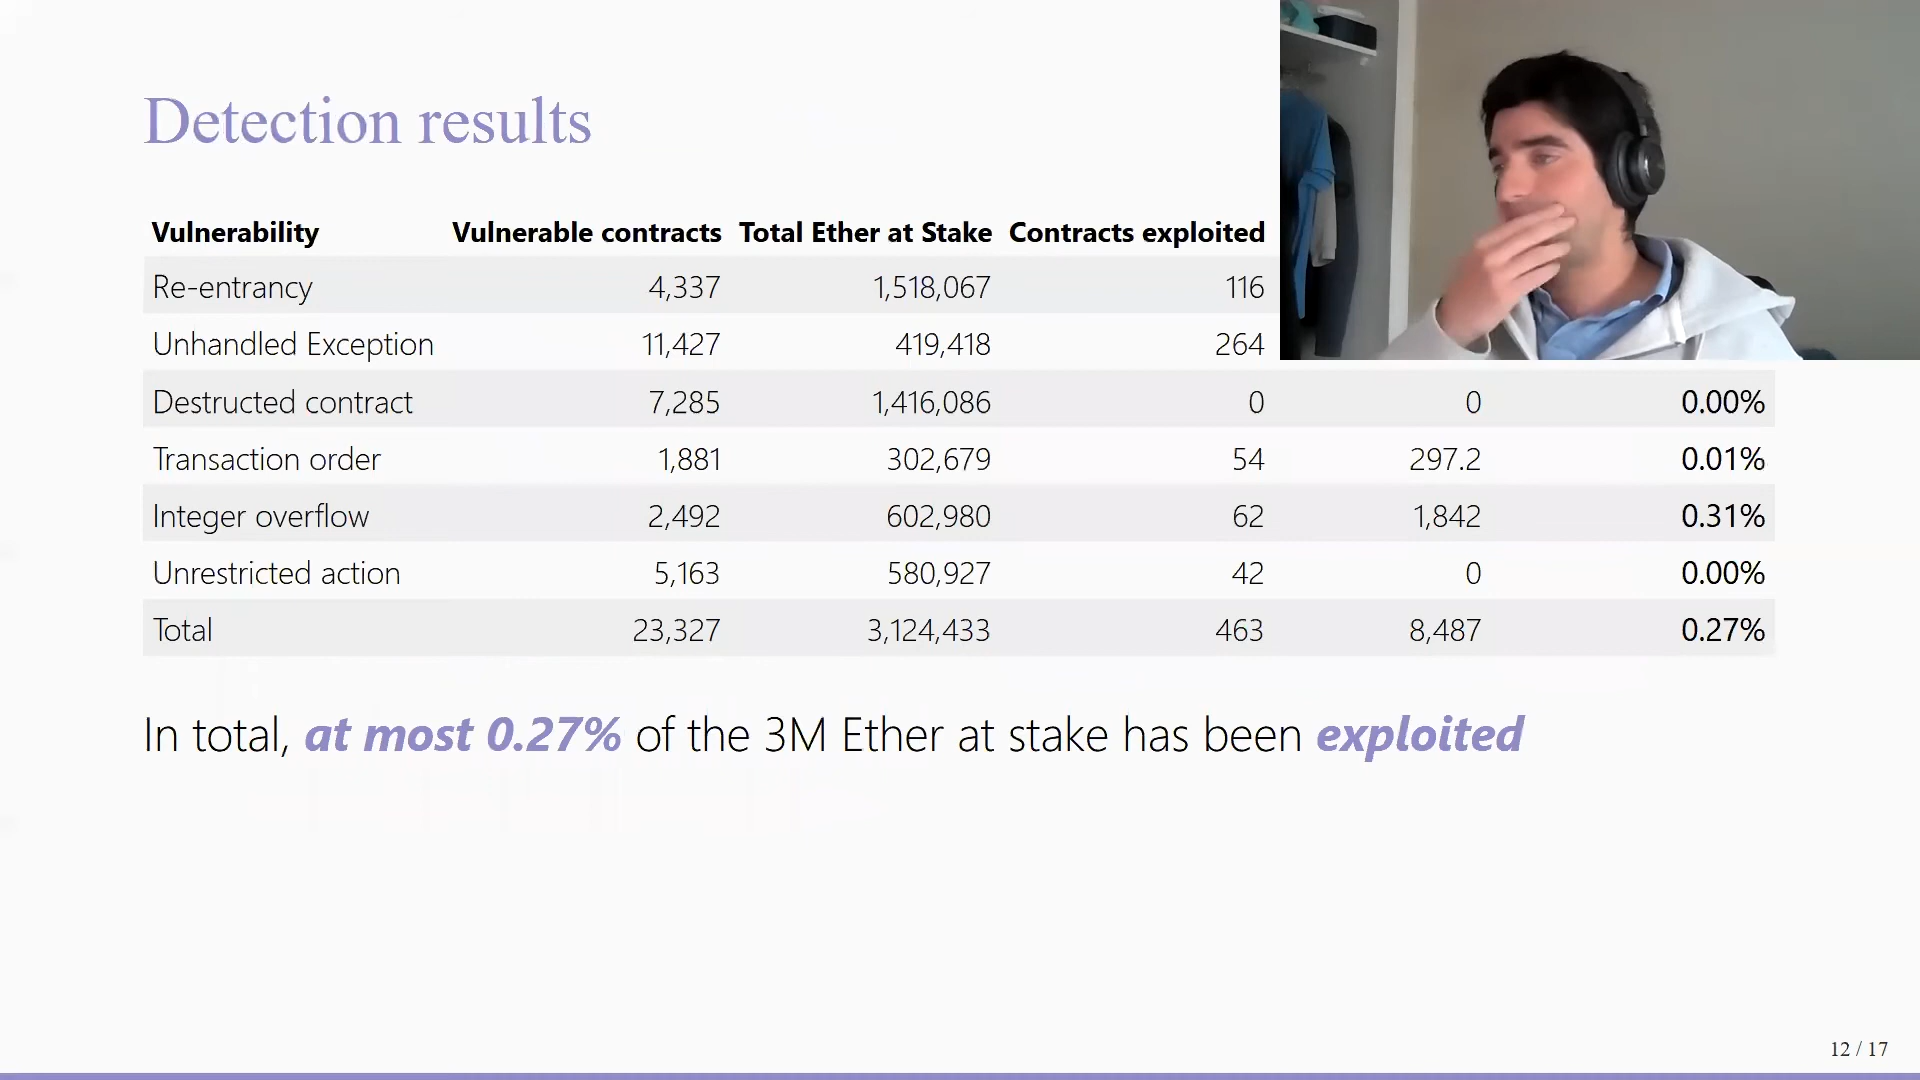 Detection results
Vulnerability Vulnerable contracts Total Ether at Stake Contracts exploited
Re-entrancy 4,337 1,518,067 116
Unhandled Exception 11,427 419,418 264
Destructed contract 7,285 1,416,086 0 0 0.00%
Transaction order 1,881 302,679 54 297.2 0.01%
Integer overflow 2,492 602,980 62 1,842 0.31%
Unrestricted action 5,163 580,927 42 0 0.00%
Total 23,327 3,124,433 463 8,487 0.27%
In total, at most 0.27% of the 3M Ether at stake has been exploited
12 / 17